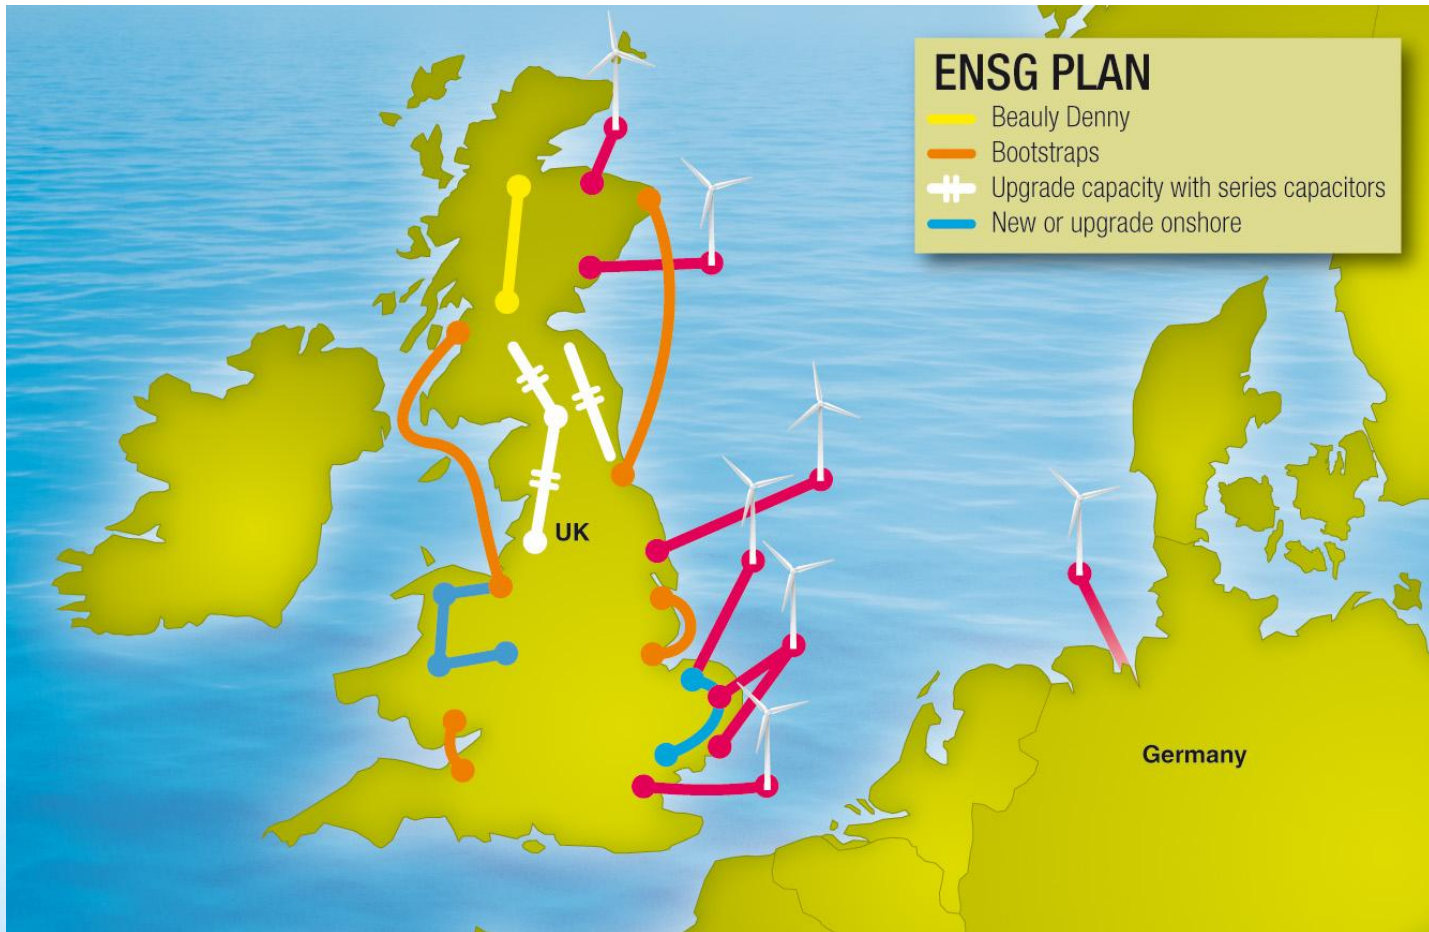 ENSG PLAN
Beauly Denny
Bootstraps
Upgrade capacity with series capacitors
New or upgrade onshore
UK
Germany